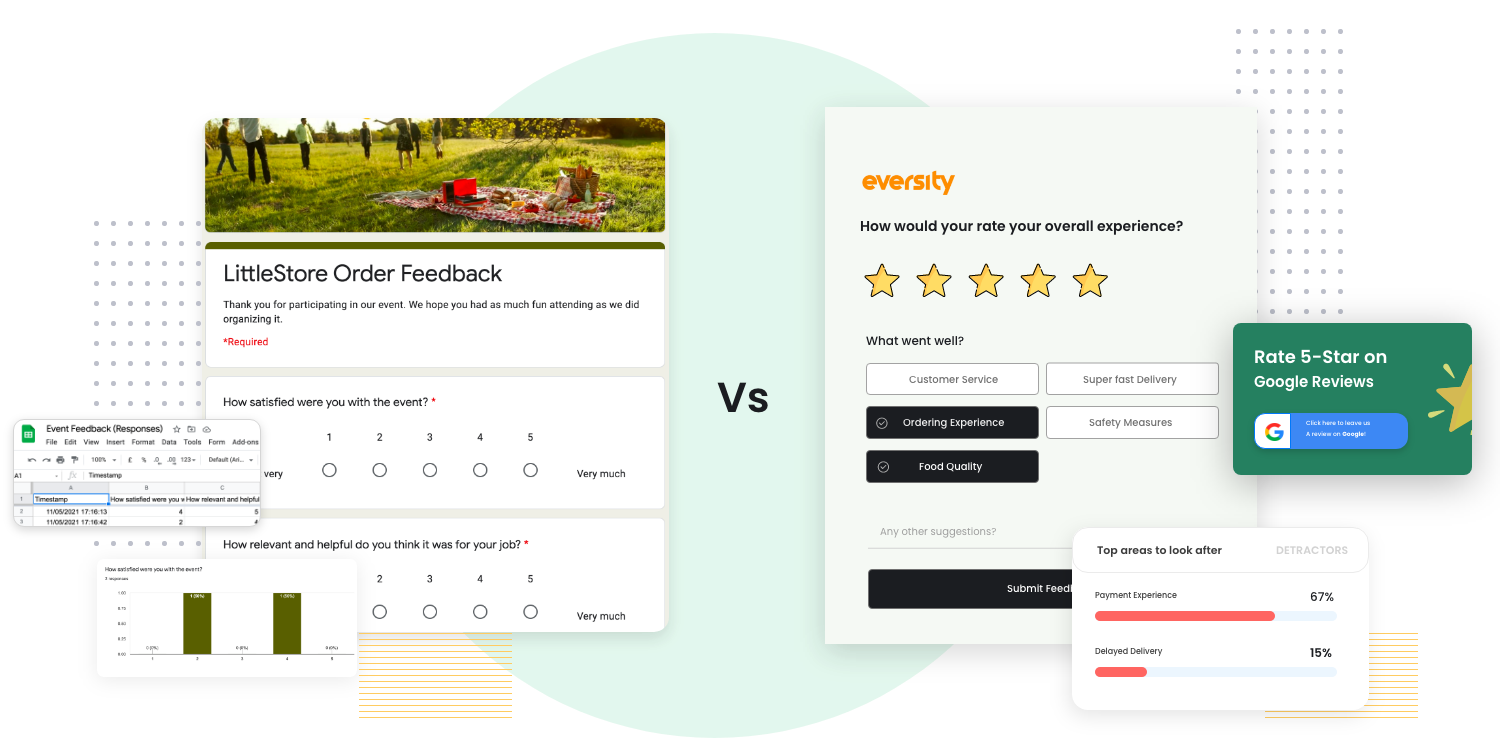 LittleStore Order Feedback
Thank you for participating in our event. We hope you had as much fun attending as we did
organizing it.
*Required
How satisfied were you with the event? *
1 2 3 4 5
very
Very much
How relevant and helpful do you think it was for your job? *
2 3 4 5
Very much
Event Feedback (Responses)
File Edit View Insert Format Data Tools Form Add-ons
100% £ % .0 .00 123 Default (Ari...
A1 fx Timestamp
A B C
1 Timestamp How satisfied were you w How relevant and helpful
2 11/05/2021 17:16:13 4 5
3 11/05/2021 17:16:42 2 4
How satisfied were you with the event?
2 responses
1.00
0.75
0.50
0.25
0.00
0 (0%) 1 (50%) 0 (0%) 1 (50%) 0 (0%)
1 2 3 4 5
Vs
eversity
How would your rate your overall experience?
What went well?
Customer Service
Super fast Delivery
Ordering Experience
Safety Measures
Food Quality
Any other suggestions?
Submit Feed
Rate 5-Star on
Google Reviews
G
Click here to leave us
A review on Google!
Top areas to look after
DETRACTORS
Payment Experience 67%
Delayed Delivery 15%